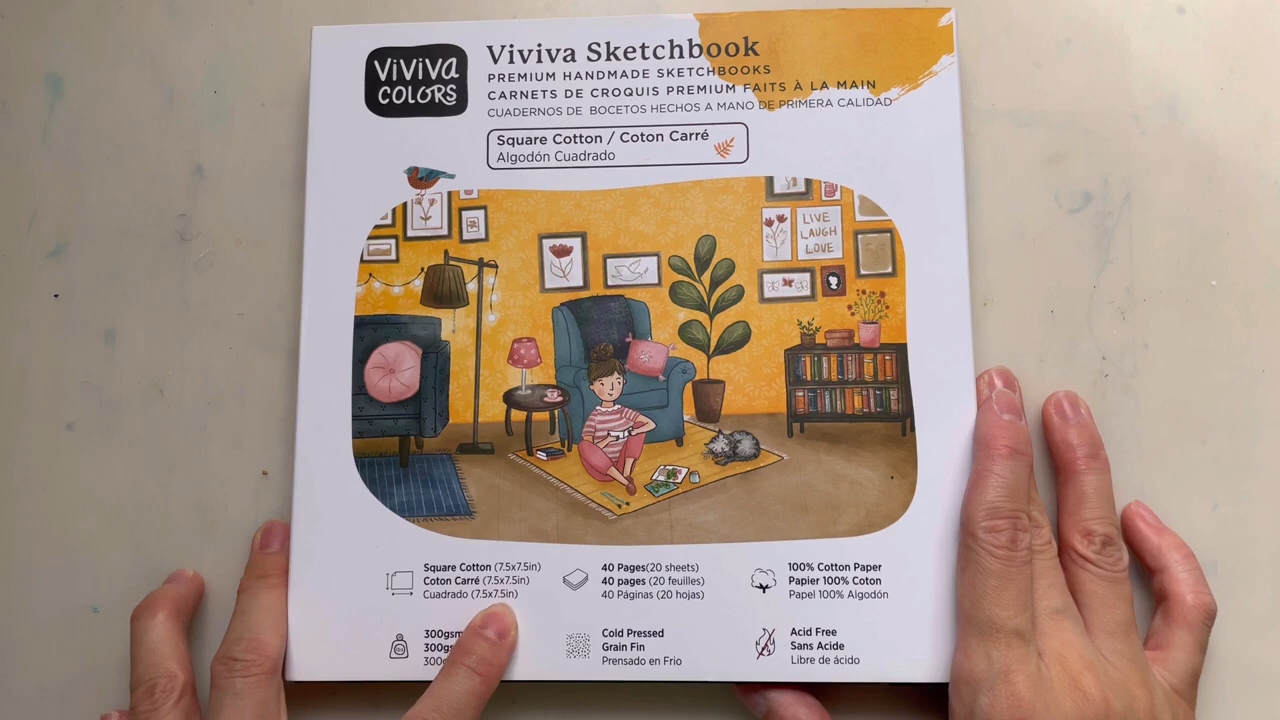 ViViVA
COLORS
Viviva Sketchbook
PREMIUM HANDMADE SKETCHBOOKS
CARNETS DE CROQUIS PREMIUM FAITS À LA MAIN
CUADERNOS DE BOCETOS HECHOS A MANO DE PRIMERA CALIDAD
Square Cotton / Coton Carré
Algodón Cuadrado
LIVE
LAUGH
LOVE
Square Cotton (7.5x7.5in)
Coton Carré (7.5x7.5in)
Cuadrado (7.5x7.5in)
40 Pages(20 sheets)
40 pages (20 feuilles)
40 Páginas (20 hojas)
100% Cotton Paper
Papier 100% Coton
Papel 100% Algodón
300gsm
300gs
300g
Cold Pressed
Grain Fin
Prensado en Frio
Acid Free
Sans Acide
Libre de ácido